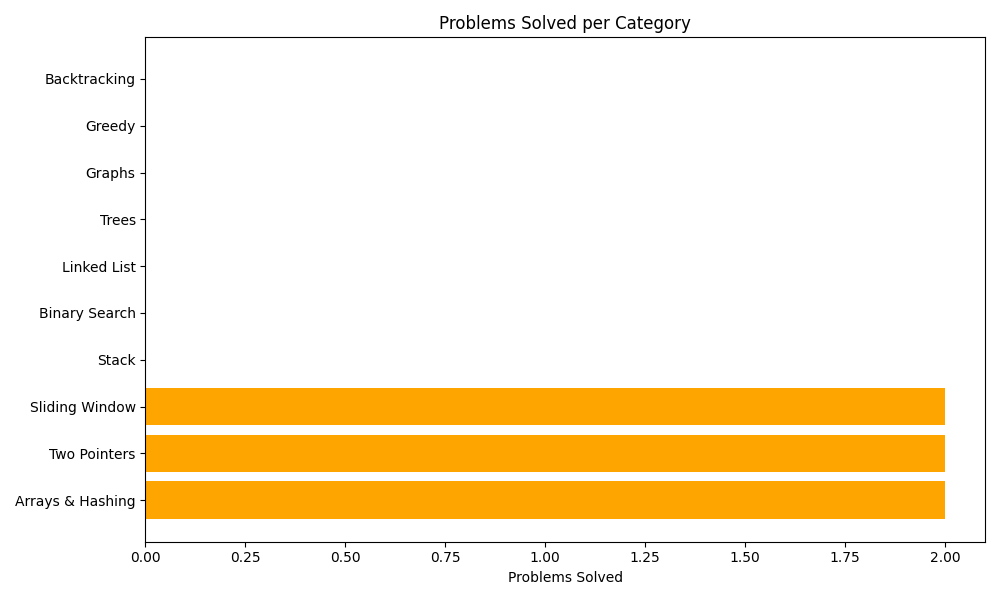 Problems Solved per Category
Backtracking
Greedy
Graphs
Trees
Linked List
Binary Search
Stack
Sliding Window
Two Pointers
Arrays & Hashing
0.00 0.25 0.50 0.75 1.00 1.25 1.50 1.75 2.00
Problems Solved